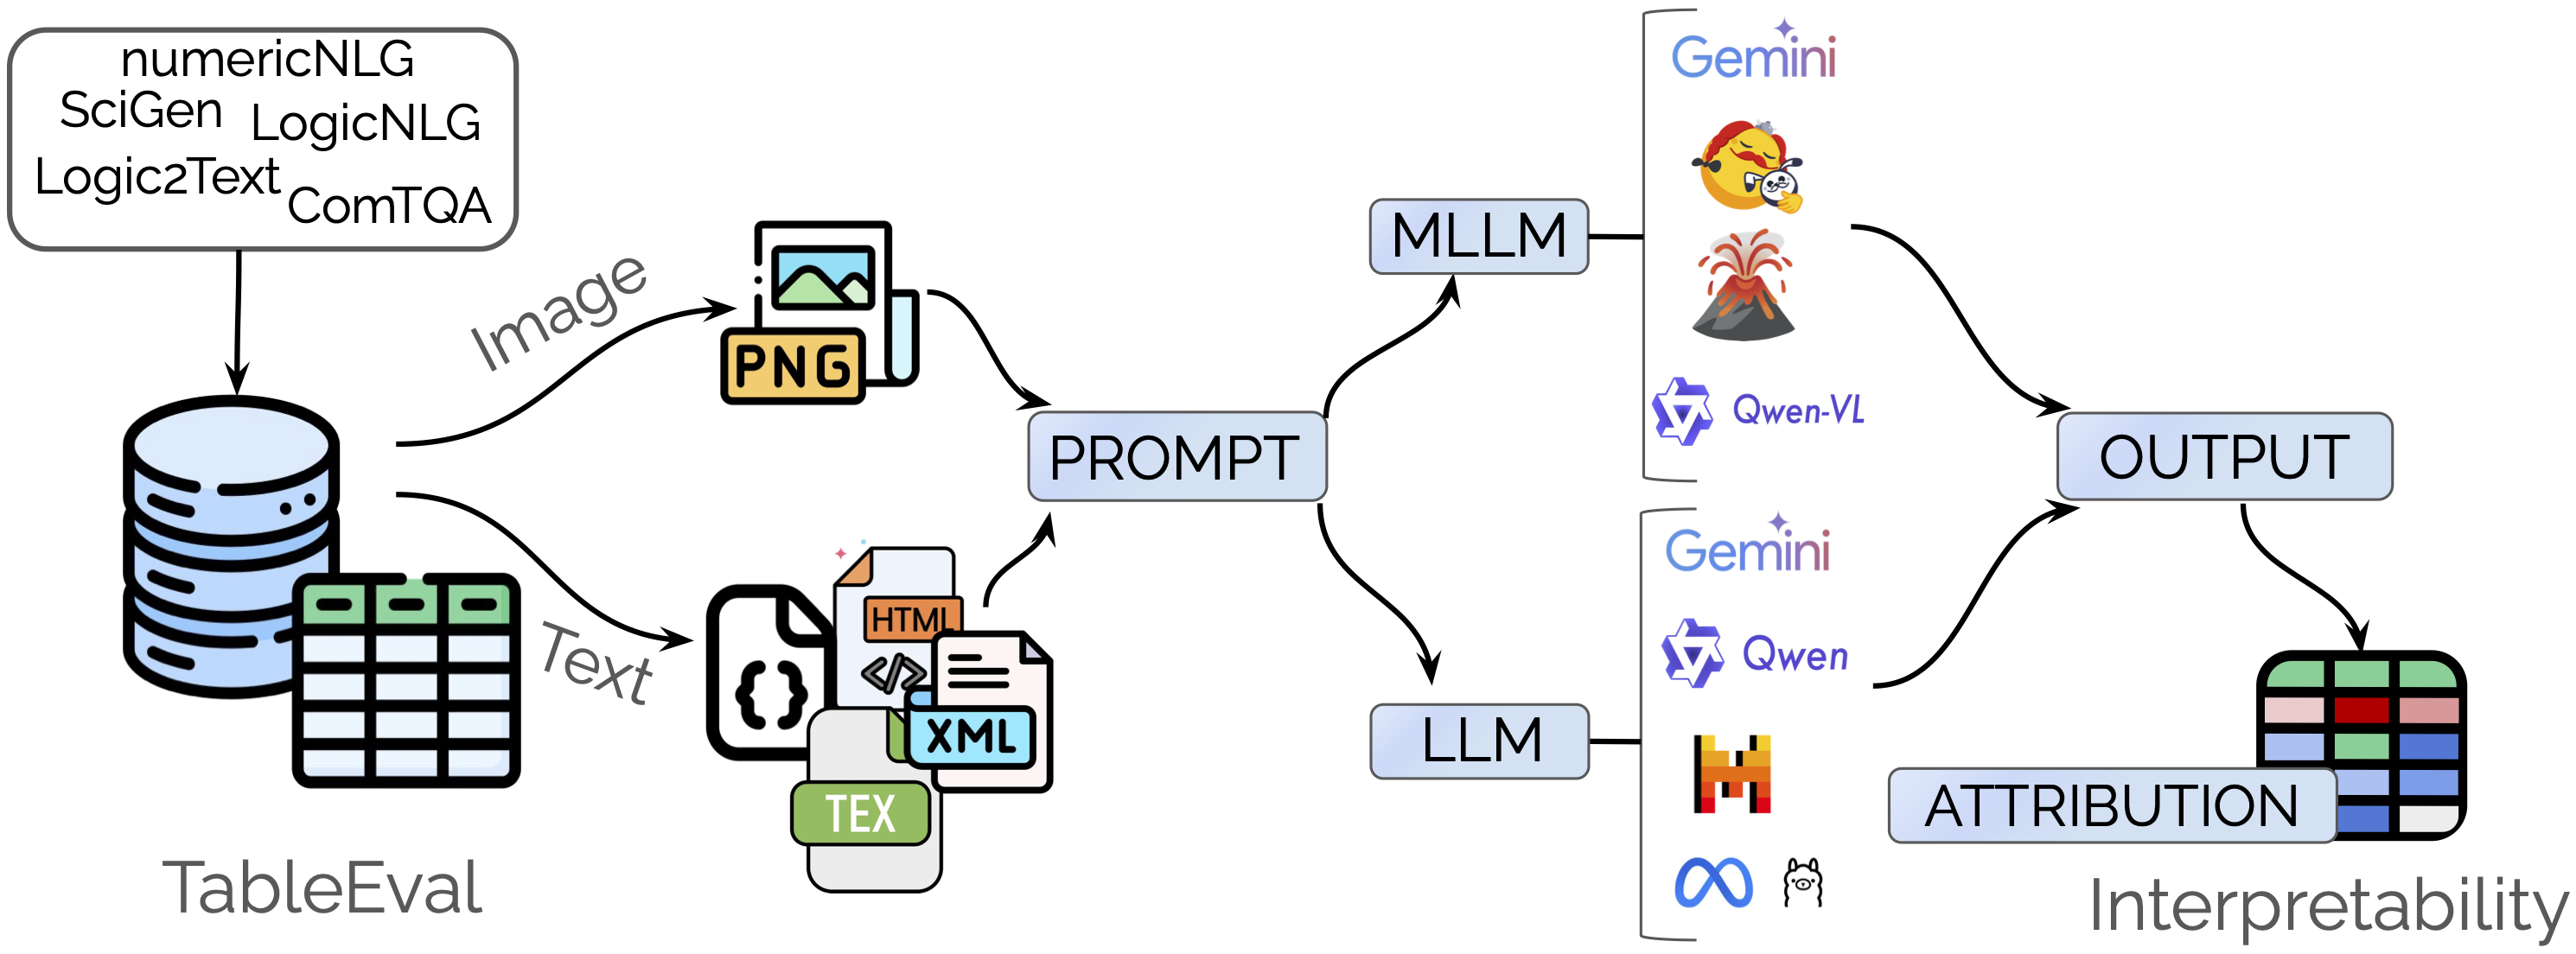 numericNLG
SciGen
LogicNLG
Logic2Text
ComTQA
Image
Text
TableEval
PNG
{}
HTML
</>
XML
TEX
PROMPT
MLLM
LLM
Gemini
Qwen-VL
Gemini
Qwen
OUTPUT
ATTRIBUTION
Interpretability